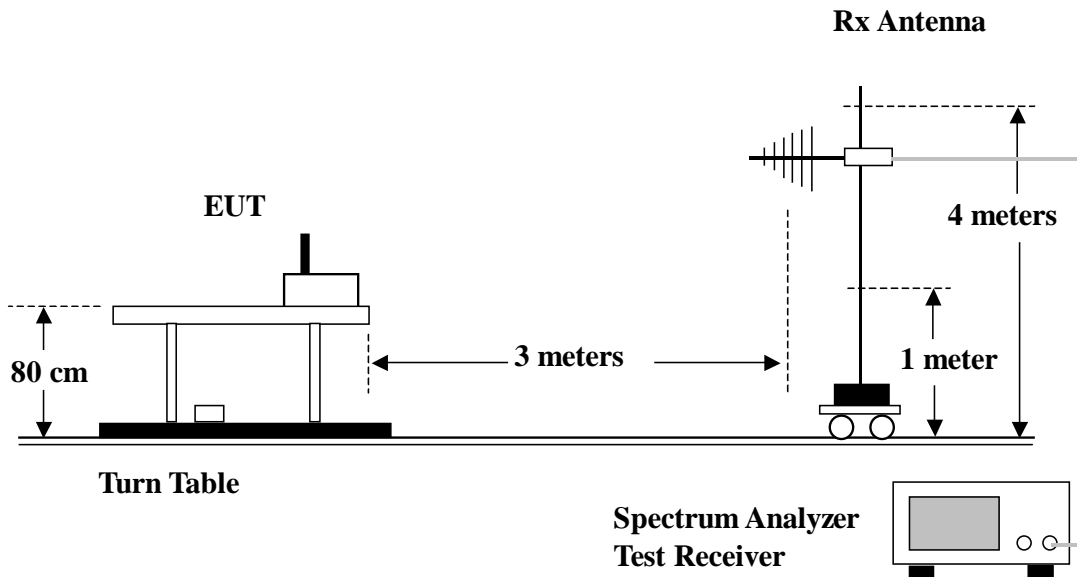 Rx Antenna
EUT
4 meters
3 meters
1 meter
80 cm
Turn Table
Spectrum Analyzer
Test Receiver